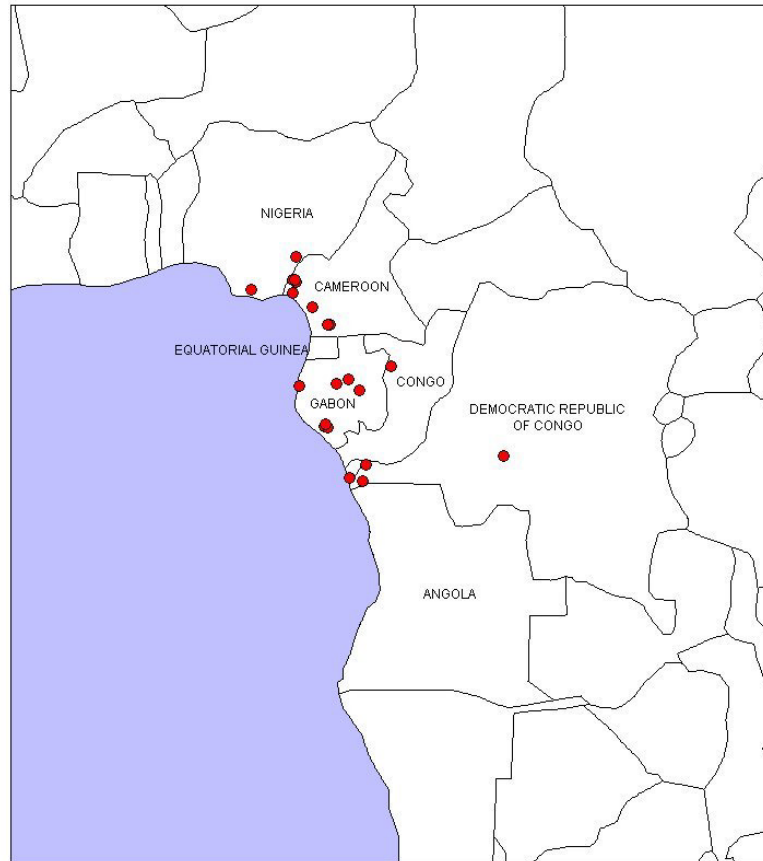 NIGERIA
CAMEROON
EQUATORIAL GUINEA
CONGO
GABON
DEMOCRATIC REPUBLIC
OF CONGO
ANGOLA